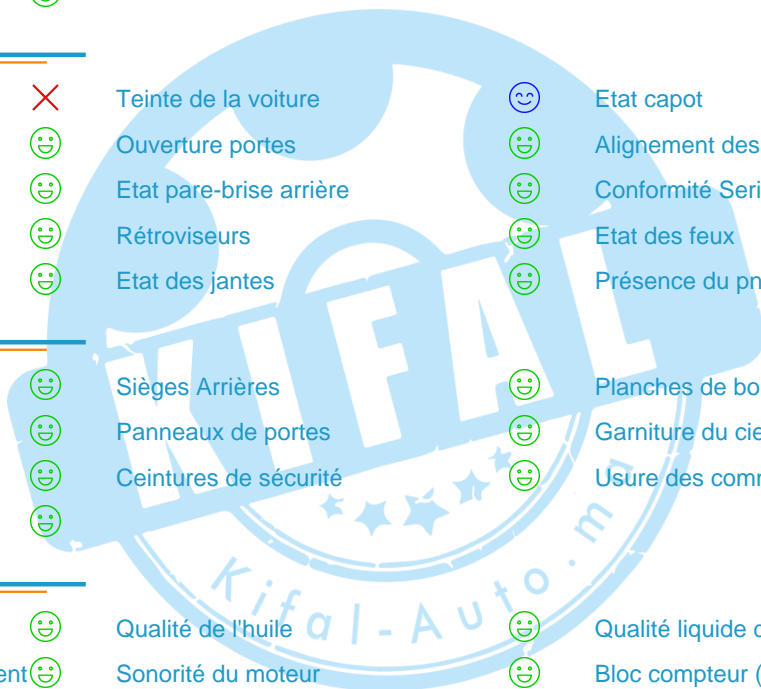 Teinte de la voiture Etat capot
Ouverture portes Alignement des
Etat pare-brise arrière Conformité Seri
Rétroviseurs Etat des feux
Etat des jantes Présence du pn
KIFAL
Sièges Arrières Planches de bo
Panneaux de portes Garniture du cie
Ceintures de sécurité Usure des comm
Kifal-Auto.m
Qualité de l'huile Qualité liquide
ent Sonorité du moteur Bloc compteur (